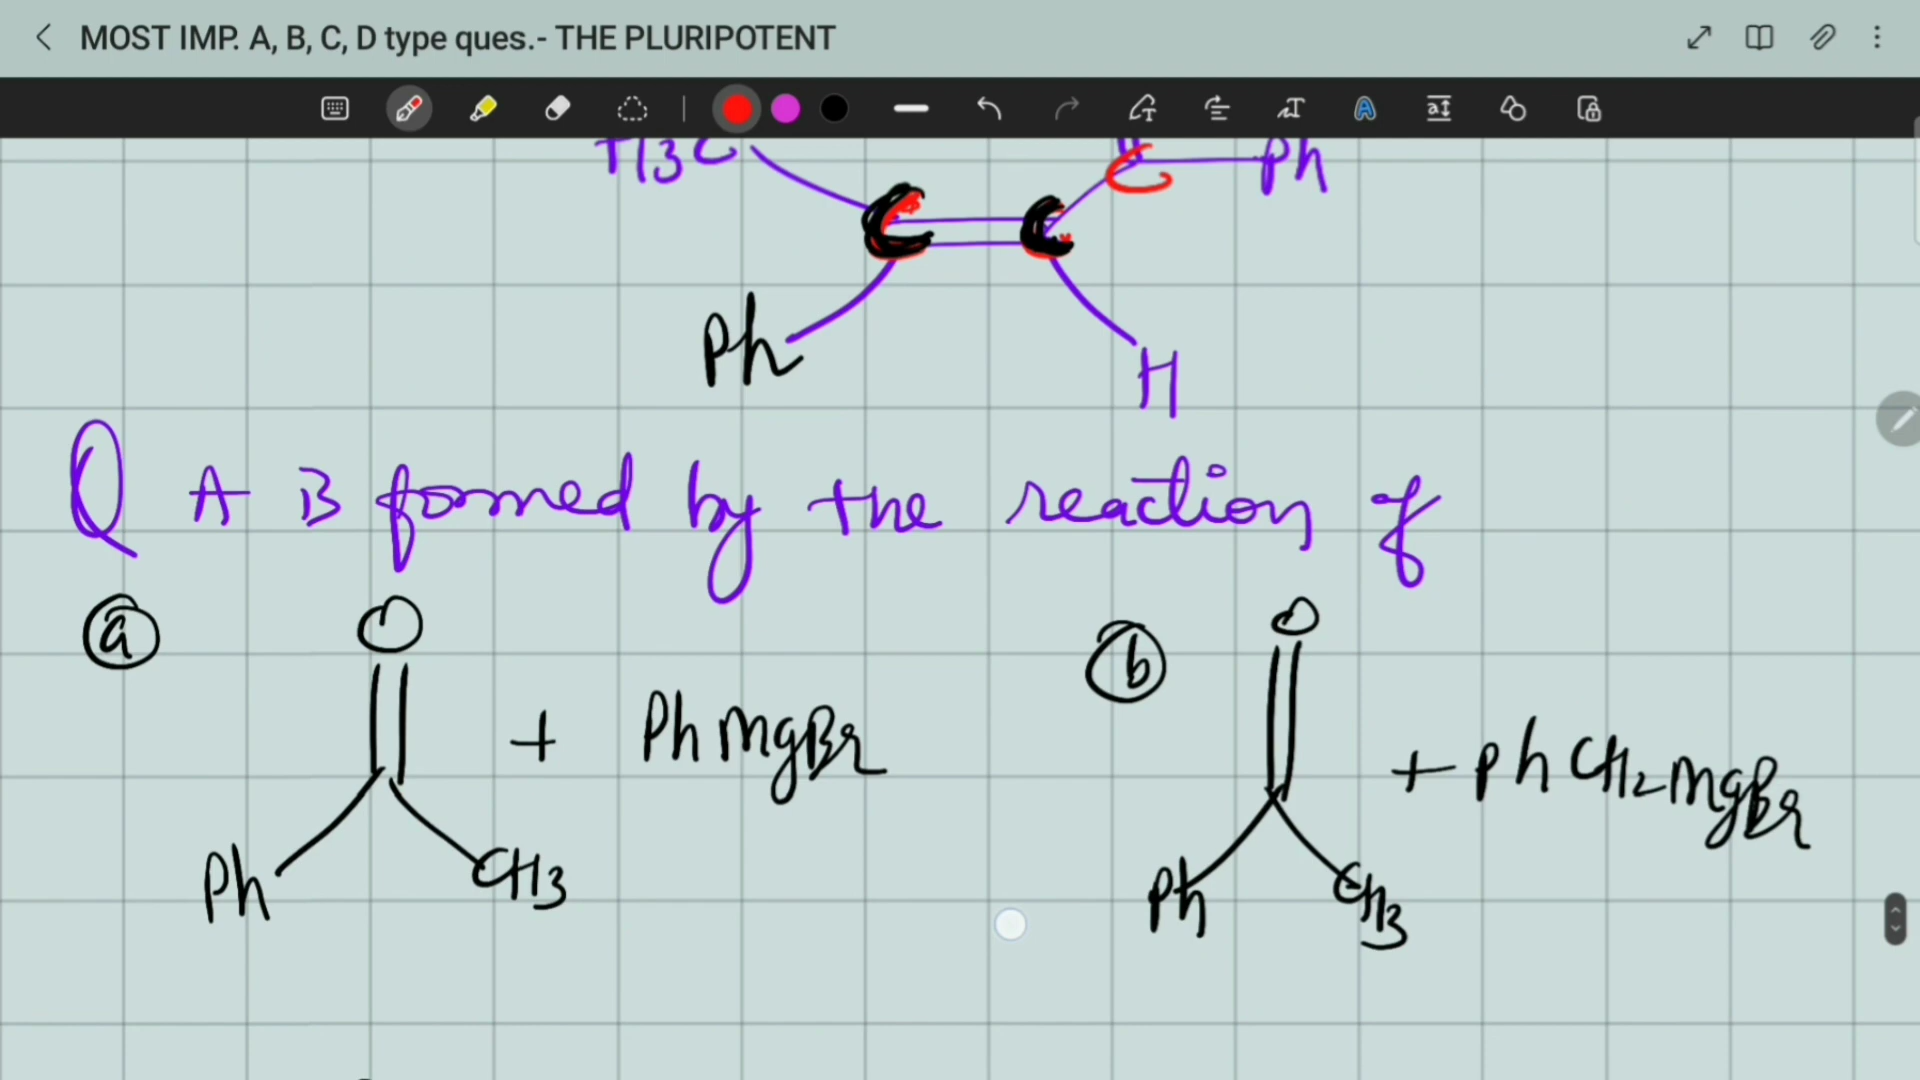 MOST IMP. A, B, C, D type ques.- THE PLURIPOTENT
H3C C Ph
C C
Ph H
Q A B formed by the reaction of
a O b O
+ PhMgBr + PhCH2MgBr
Ph CH3 Ph CH3